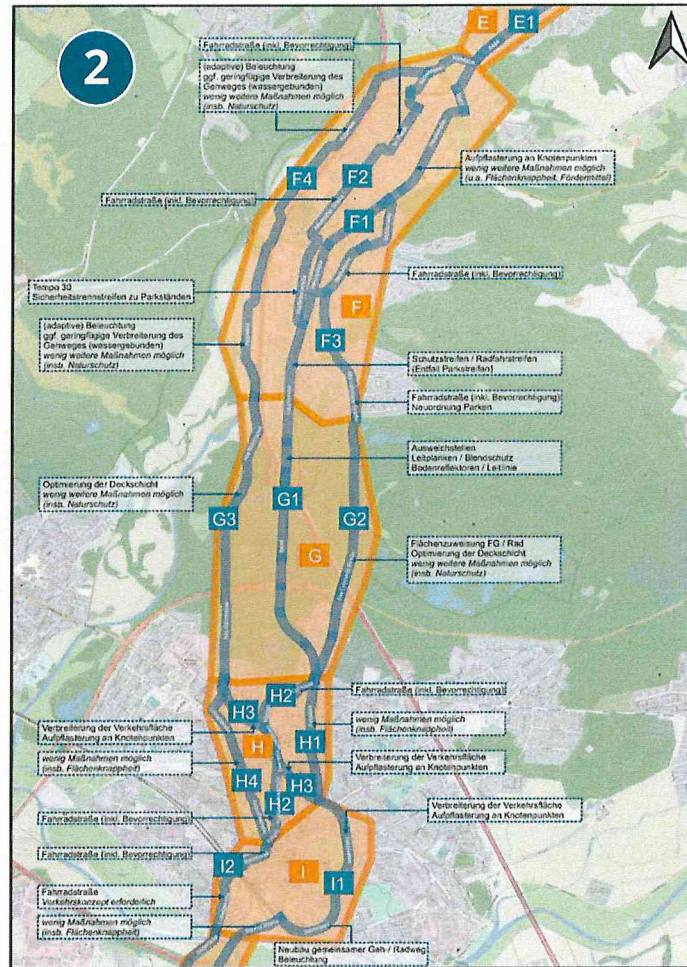 2
E
E1
Fahrradstraße (inkl. Bevorrechtigung)
(adaptive) Beleuchtung
ggf. geringfügige Verbreiterung des
Gehweges (wassergebunden)
wenig weitere Maßnahmen möglich
(insb. Naturschutz)
Aufpflasterung an Knotenpunkten
wenig weitere Maßnahmen möglich
(u.a. Flächenknappheit, Fördermittel)
F4
F2
Fahrradstraße (inkl. Bevorrechtigung)
F1
Fahrradstraße (inkl. Bevorrechtigung)
Tempo 30
Sicherheitstrennstreifen zu Parkständen
F
(adaptive) Beleuchtung
ggf. geringfügige Verbreiterung des
Gehweges (wassergebunden)
wenig weitere Maßnahmen möglich
(insb. Naturschutz)
F3
Schutzstreifen / Radfahrstreifen
(Entfall Parkstreifen)
Fahrradstraße (inkl. Bevorrechtigung)
Neuordnung Parken
Ausweichstellen
Leitplanken / Blendschutz
Bodenreflektoren / Leitlinie
Optimierung der Deckschicht
wenig weitere Maßnahmen möglich
(insb. Naturschutz)
G1
G3
G2
G
Flächenzuweisung FG / Rad
Optimierung der Deckschicht
wenig weitere Maßnahmen möglich
(insb. Naturschutz)
H2
Fahrradstraße (inkl. Bevorrechtigung)
H3
wenig Maßnahmen möglich
(insb. Flächenknappheit)
Verbreiterung der Verkehrsfläche
Aufpflasterung an Knotenpunkten
H
H1
wenig Maßnahmen möglich
(insb. Flächenknappheit)
Verbreiterung der Verkehrsfläche
Aufpflasterung an Knotenpunkten
H4
H3
H2
Verbreiterung der Verkehrsfläche
Aufpflasterung an Knotenpunkten
Fahrradstraße (inkl. Bevorrechtigung)
Fahrradstraße (inkl. Bevorrechtigung)
I2
I
I1
Fahrradstraße
Verkehrskonzept erforderlich
wenig Maßnahmen möglich
(insb. Flächenknappheit)
Neubau gemeinsamer Geh-/ Radweg
Beleuchtung